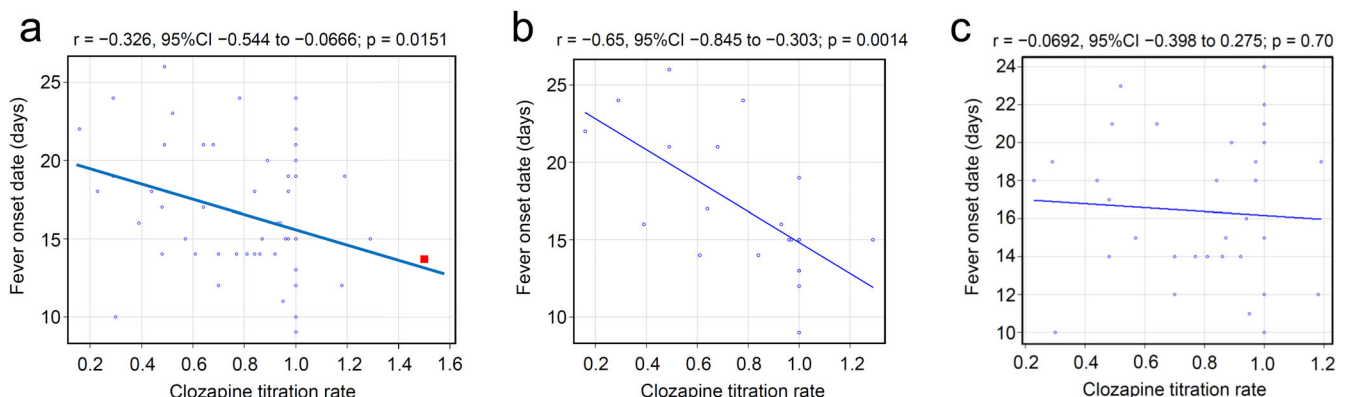 a
r = −0.326, 95%CI −0.544 to −0.0666; p = 0.0151
Fever onset date (days)
25
20
15
10
0.2 0.4 0.6 0.8 1.0 1.2 1.4 1.6
Clozapine titration rate
b
r = −0.65, 95%CI −0.845 to −0.303; p = 0.0014
Fever onset date (days)
25
20
15
10
0.2 0.4 0.6 0.8 1.0 1.2
Clozapine titration rate
c
r = −0.0692, 95%CI −0.398 to 0.275; p = 0.70
Fever onset date (days)
24
22
20
18
16
14
12
10
0.2 0.4 0.6 0.8 1.0 1.2
Clozapine titration rate